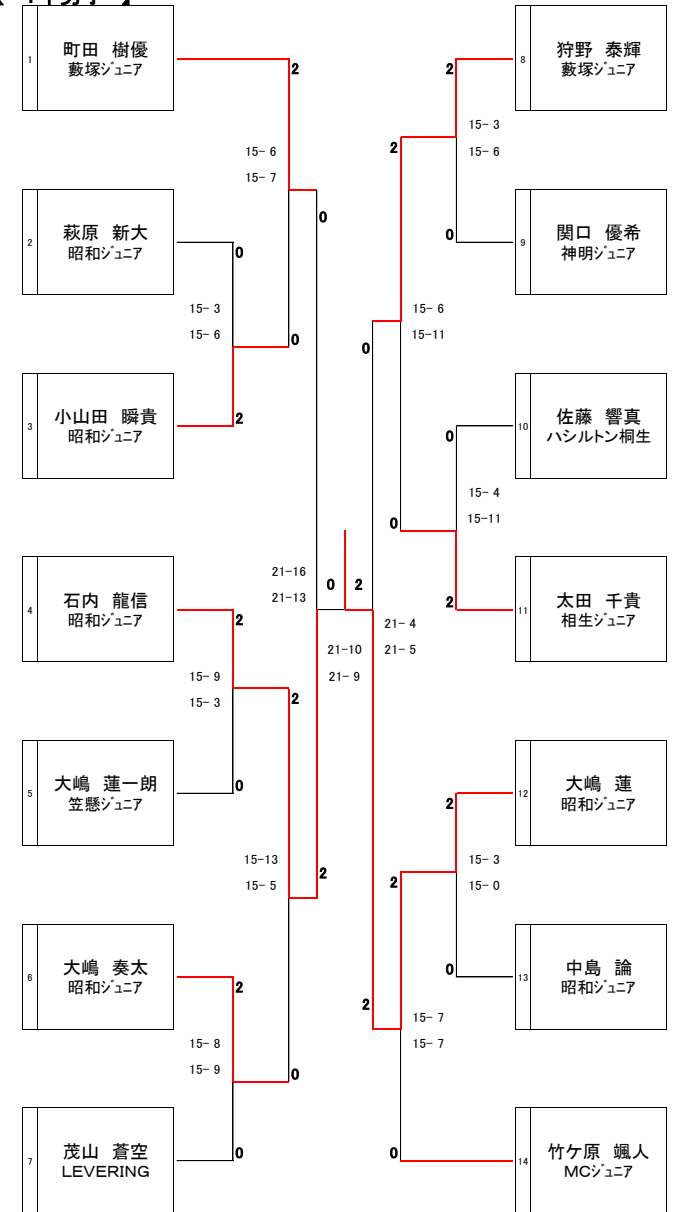 1
町田　樹優
藪塚ｼﾞｭﾆｱ
2
萩原　新大
昭和ｼﾞｭﾆｱ
3
小山田　瞬貴
昭和ｼﾞｭﾆｱ
4
石内　龍信
昭和ｼﾞｭﾆｱ
5
大嶋　蓮一朗
笠懸ｼﾞｭﾆｱ
6
大嶋　奏太
昭和ｼﾞｭﾆｱ
7
茂山　蒼空
LEVERING
2
15- 6
15- 7
0
0
15- 3
15- 6
0
2
2
15- 9
15- 3
2
0
15-13
15- 5
2
2
15- 8
15- 9
0
0
21-16
21-13
0
2
21-10
21- 9
21- 4
21- 5
2
15- 3
15- 6
2
0
15- 6
15-11
0
0
15- 4
15-11
0
2
2
15- 3
15- 0
2
0
2
15- 7
15- 7
0
8
狩野　泰輝
藪塚ｼﾞｭﾆｱ
9
関口　優希
神明ｼﾞｭﾆｱ
10
佐藤　響真
ハシルトン桐生
11
太田　千貴
相生ｼﾞｭﾆｱ
12
大嶋　蓮
昭和ｼﾞｭﾆｱ
13
中島　論
昭和ｼﾞｭﾆｱ
14
竹ケ原　颯人
MCｼﾞｭﾆｱ